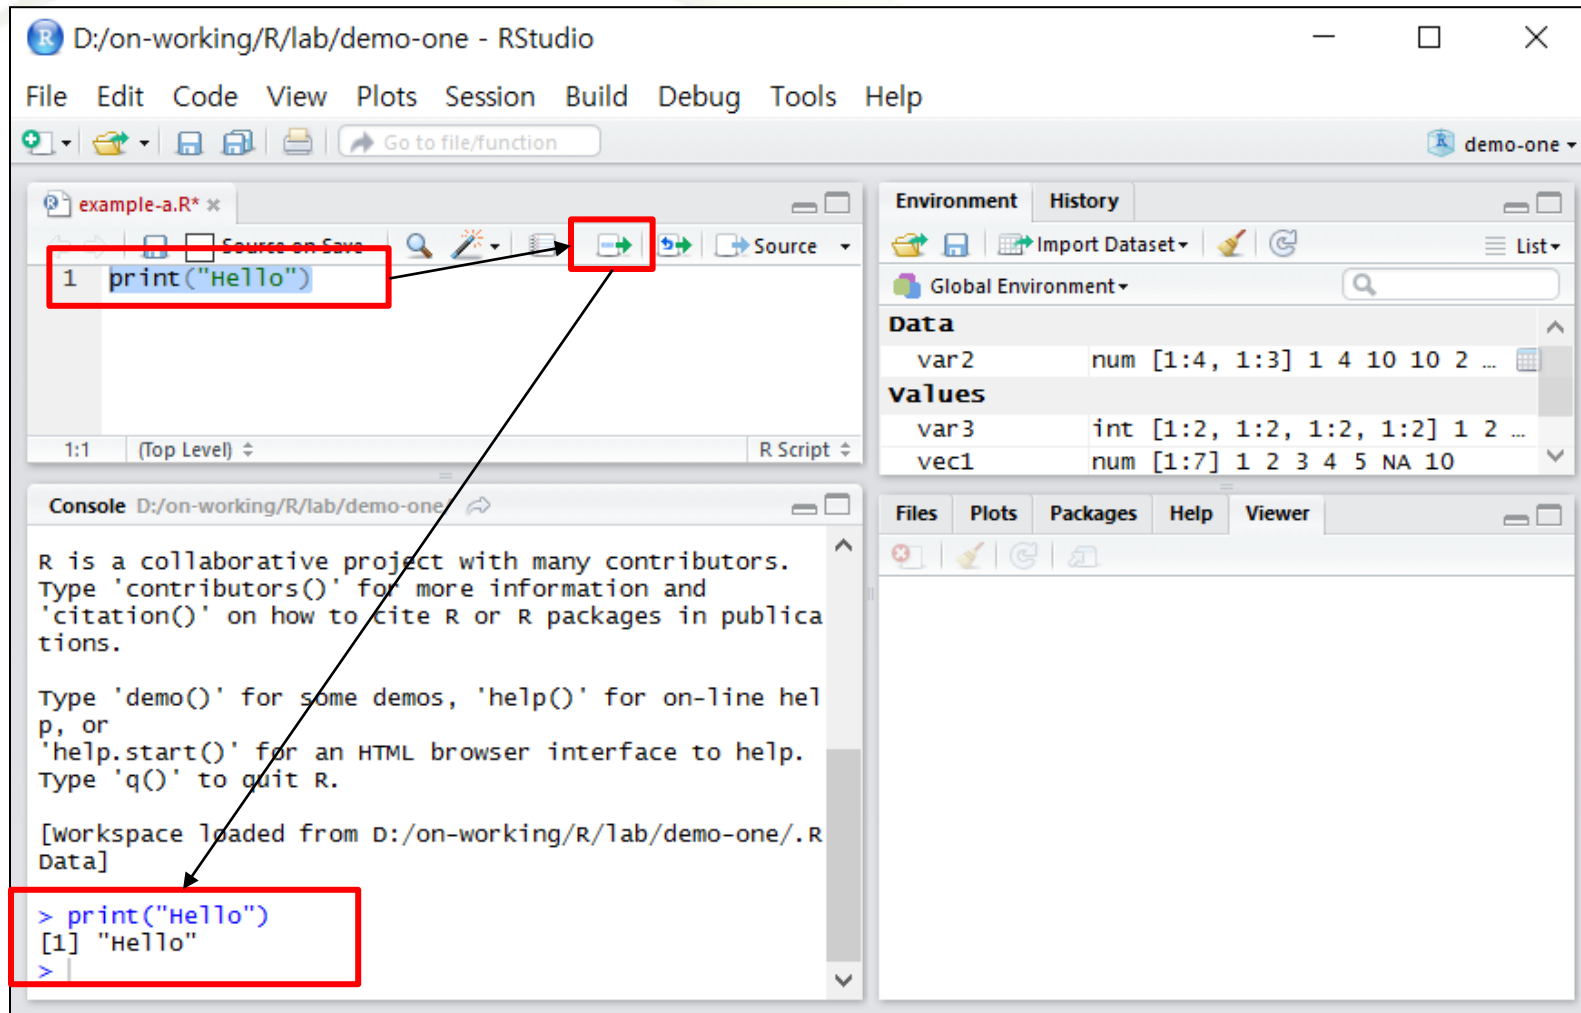 D:/on-working/R/lab/demo-one - RStudio
File Edit Code View Plots Session Build Debug Tools Help
Go to file/function
demo-one
example-a.R*
Source on Save
Source
1 print("Hello")
1:1 (Top Level)
R Script
Console D:/on-working/R/lab/demo-one/
R is a collaborative project with many contributors.
Type 'contributors()' for more information and
'citation()' on how to cite R or R packages in publica
tions.
Type 'demo()' for some demos, 'help()' for on-line hel
p, or
'help.start()' for an HTML browser interface to help.
Type 'q()' to quit R.
[Workspace loaded from D:/on-working/R/lab/demo-one/.R
Data]
> print("Hello")
[1] "Hello"
>
Environment History
Import Dataset
List
Global Environment
Data
var2 num [1:4, 1:3] 1 4 10 10 2 …
Values
var3 int [1:2, 1:2, 1:2, 1:2] 1 2 …
vec1 num [1:7] 1 2 3 4 5 NA 10
Files Plots Packages Help Viewer